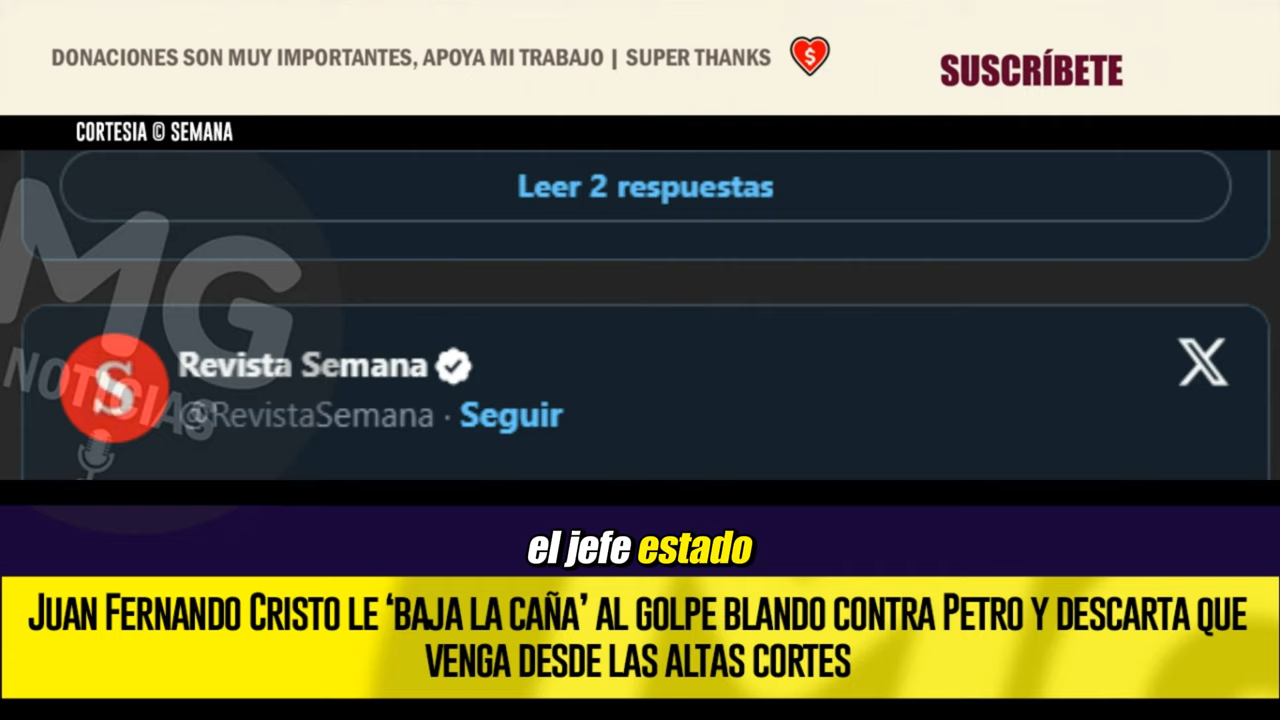 DONACIONES SON MUY IMPORTANTES, APOYA MI TRABAJO | SUPER THANKS
SUSCRÍBETE
CORTESIA © SEMANA
Leer 2 respuestas
MG
NOTICIAS
S
Revista Semana
@RevistaSemana · Seguir
el jefe estado
JUAN FERNANDO CRISTO LE ‘BAJA LA CAÑA’ AL GOLPE BLANDO CONTRA PETRO Y DESCARTA QUE
VENGA DESDE LAS ALTAS CORTES